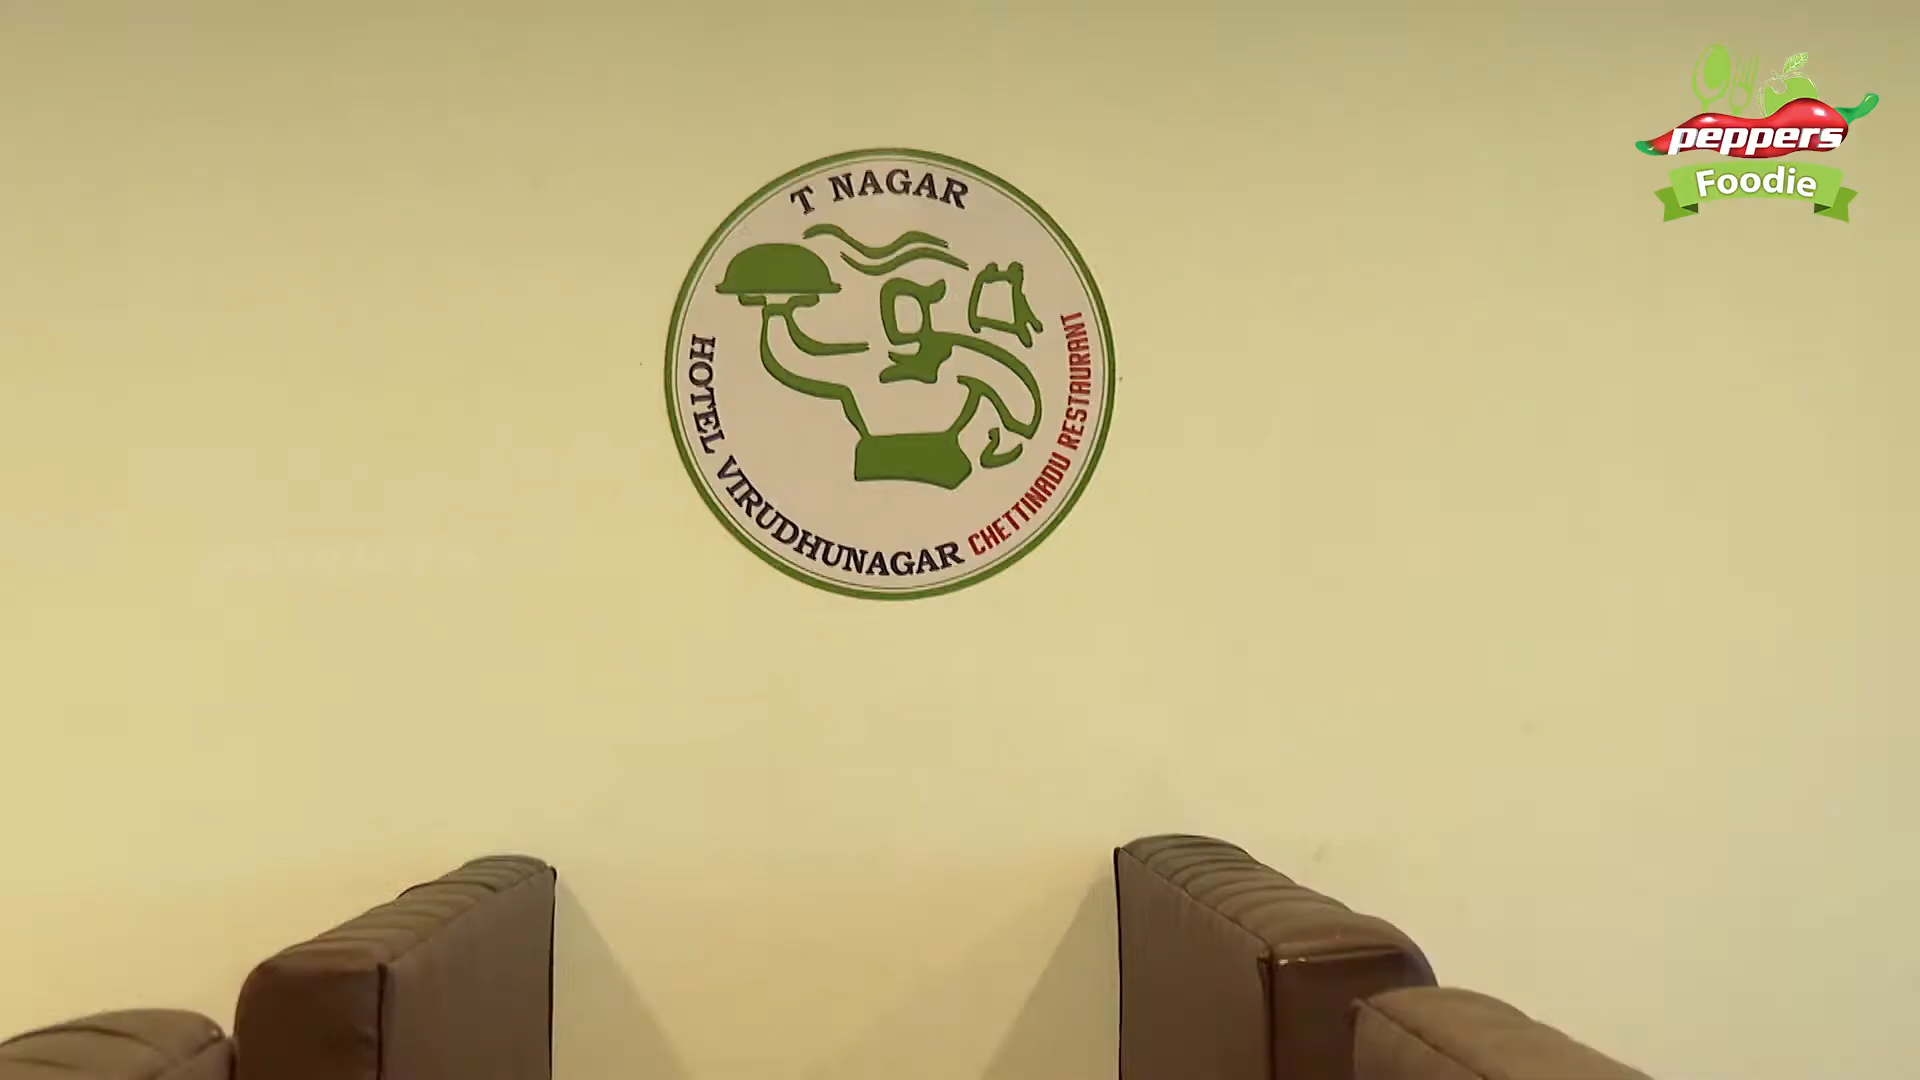 T NAGAR
HOTEL VIRUDHUNAGAR CHETTINADU RESTAURANT
peppers
Foodie